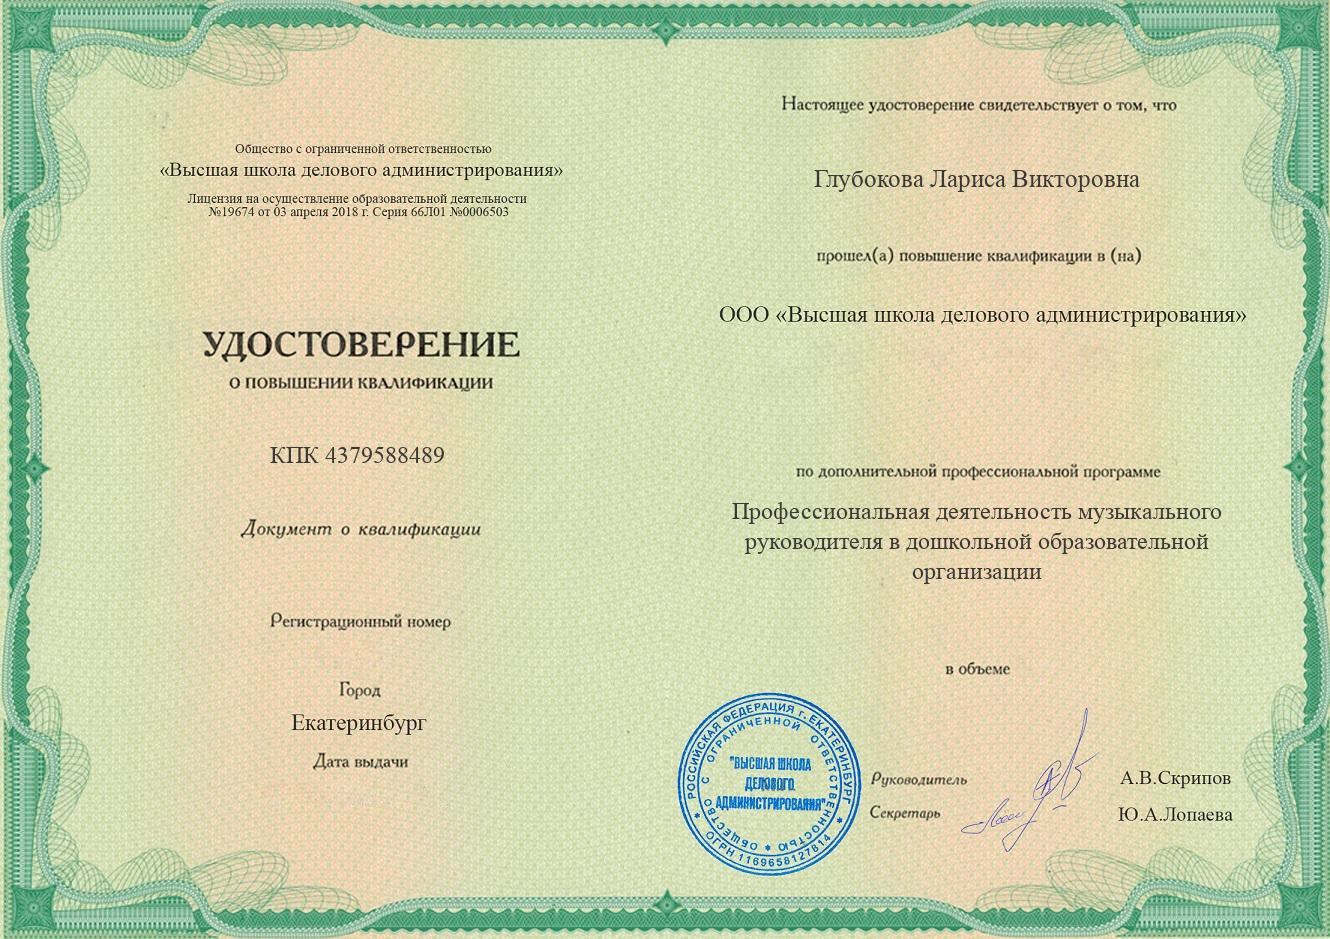 Общество с ограниченной ответственностью
«Высшая школа делового администрирования»
Лицензия на осуществление образовательной деятельности
№19674 от 03 апреля 2018 г. Серия 66Л01 №0006503
УДОСТОВЕРЕНИЕ
О ПОВЫШЕНИИ КВАЛИФИКАЦИИ
КПК 4379588489
Документ о квалификации
Регистрационный номер
Город
Екатеринбург
Дата выдачи
Настоящее удостоверение свидетельствует о том, что
Глубокова Лариса Викторовна
прошел(а) повышение квалификации в (на)
ООО «Высшая школа делового администрирования»
по дополнительной профессиональной программе
Профессиональная деятельность музыкального
руководителя в дошкольной образовательной
организации
в объеме
РОССИЙСКАЯ ФЕДЕРАЦИЯ г. ЕКАТЕРИНБУРГ
ОГРН 1169658127814
ОБЩЕСТВО С ОГРАНИЧЕННОЙ ОТВЕТСТВЕННОСТЬЮ
"ВЫСШАЯ ШКОЛА
ДЕЛОВОГО
АДМИНИСТРИРОВАНИЯ"
Руководитель А.В.Скрипов
Секретарь Ю.А.Лопаева